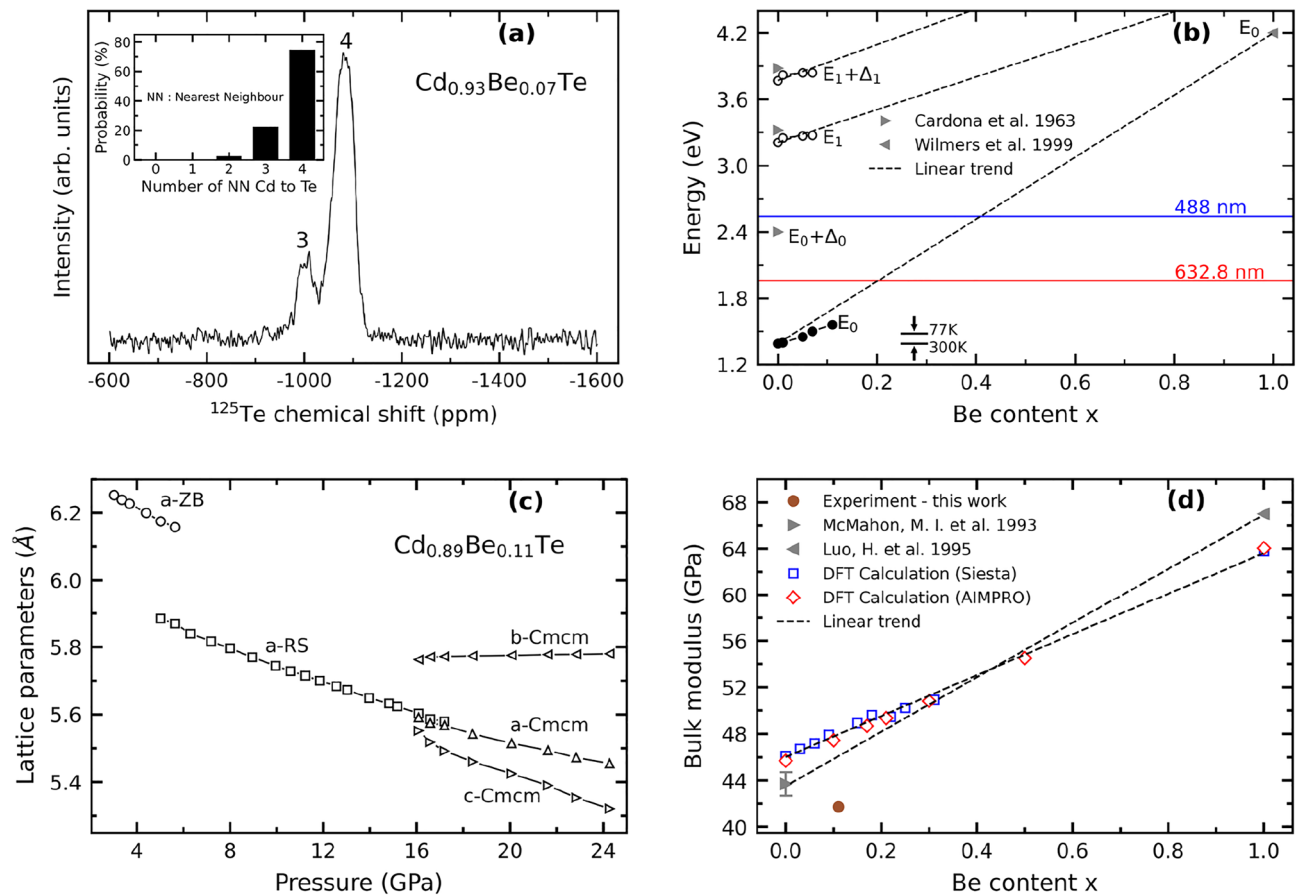 (a)
4
Cd0.93Be0.07Te
3
NN : Nearest Neighbour
Probability (%)
80
60
40
20
0
0 1 2 3 4
Number of NN Cd to Te
Intensity (arb. units)
-600 -800 -1000 -1200 -1400 -1600
125Te chemical shift (ppm)
(b)
E0
E1+Δ1
E1
Cardona et al. 1963
Wilmers et al. 1999
Linear trend
488 nm
E0+Δ0
632.8 nm
E0
77K
300K
Energy (eV)
4.2
3.6
3.0
2.4
1.8
1.2
0.0 0.2 0.4 0.6 0.8 1.0
Be content x
(c)
a-ZB
Cd0.89Be0.11Te
a-RS
b-Cmcm
a-Cmcm
c-Cmcm
Lattice parameters (Å)
6.2
6.0
5.8
5.6
5.4
4 8 12 16 20 24
Pressure (GPa)
(d)
Experiment - this work
McMahon, M. I. et al. 1993
Luo, H. et al. 1995
DFT Calculation (Siesta)
DFT Calculation (AIMPRO)
Linear trend
Bulk modulus (GPa)
68
64
60
56
52
48
44
40
0.0 0.2 0.4 0.6 0.8 1.0
Be content x